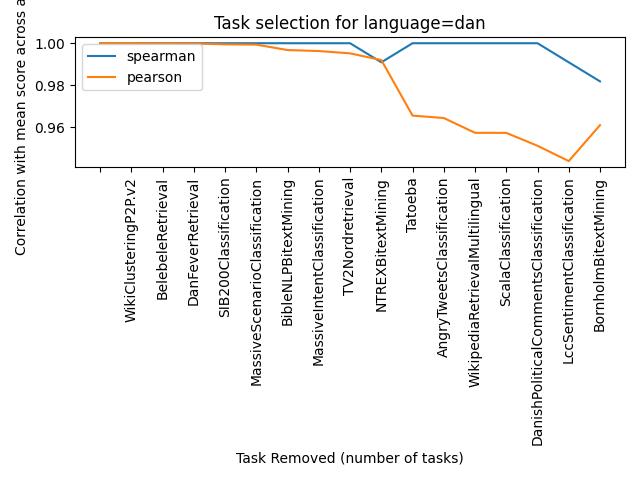 Task selection for language=dan
Correlation with mean score across a
1.00
0.98
0.96
spearman
pearson
WikiClusteringP2P.v2
BelebeleRetrieval
DanFeverRetrieval
SIB200Classification
MassiveScenarioClassification
BibleNLPBitextMining
MassiveIntentClassification
TV2Nordretrieval
NTREXBitextMining
Tatoeba
AngryTweetsClassification
WikipediaRetrievalMultilingual
ScalaClassification
DanishPoliticalCommentsClassification
LccSentimentClassification
BornholmBitextMining
Task Removed (number of tasks)